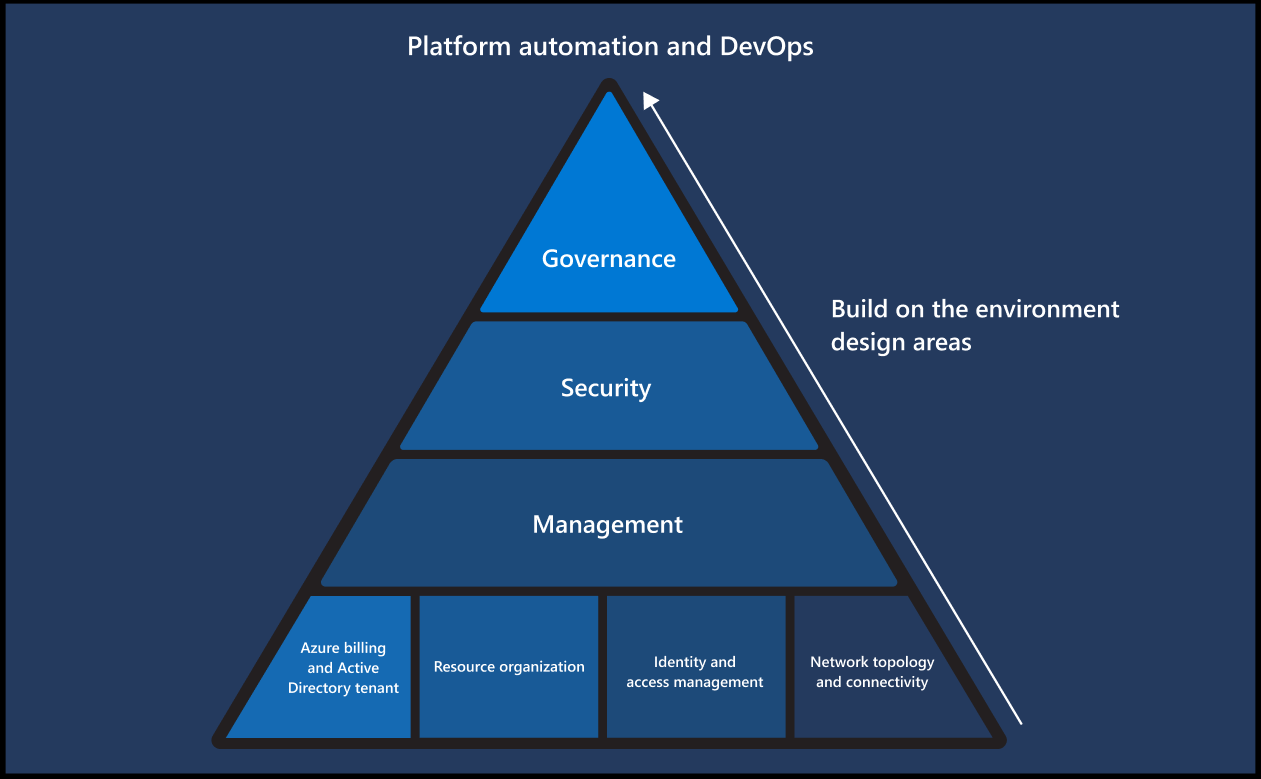 Platform automation and DevOps
Governance
Build on the environment
design areas
Security
Management
Azure billing
and Active
Directory tenant
Resource organization
Identity and
access management
Network topology
and connectivity